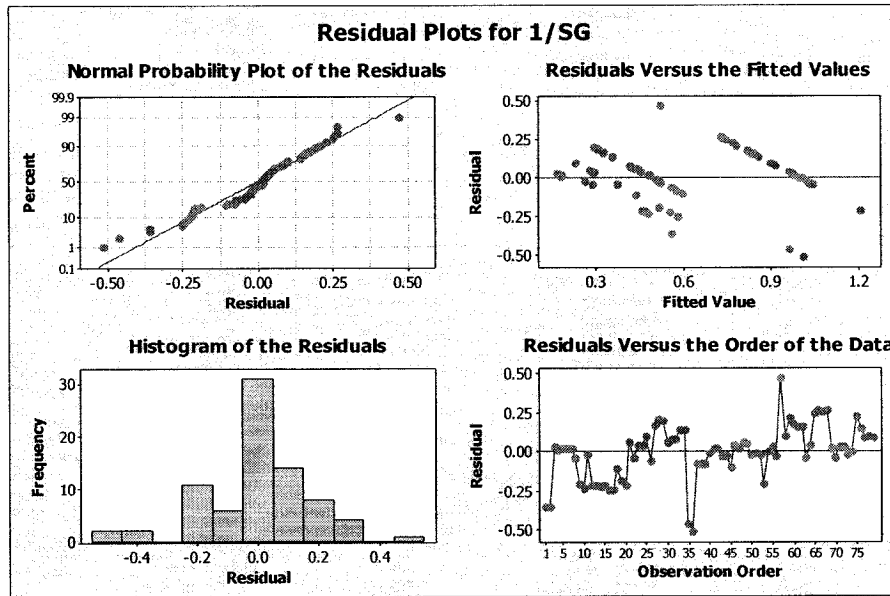 Residual Plots for 1/SG
Normal Probability Plot of the Residuals
99.9
99
90
50
10
1
0.1
Percent
-0.50
-0.25
0.00
0.25
0.50
Residual
Residuals Versus the Fitted Values
0.50
0.25
0.00
-0.25
-0.50
Residual
0.3
0.6
0.9
1.2
Fitted Value
Histogram of the Residuals
30
20
10
0
Frequency
-0.4
-0.2
0.0
0.2
0.4
Residual
Residuals Versus the Order of the Data
0.50
0.25
0.00
-0.25
-0.50
Residual
1 5 10 15 20 25 30 35 40 45 50 55 60 65 70 75
Observation Order